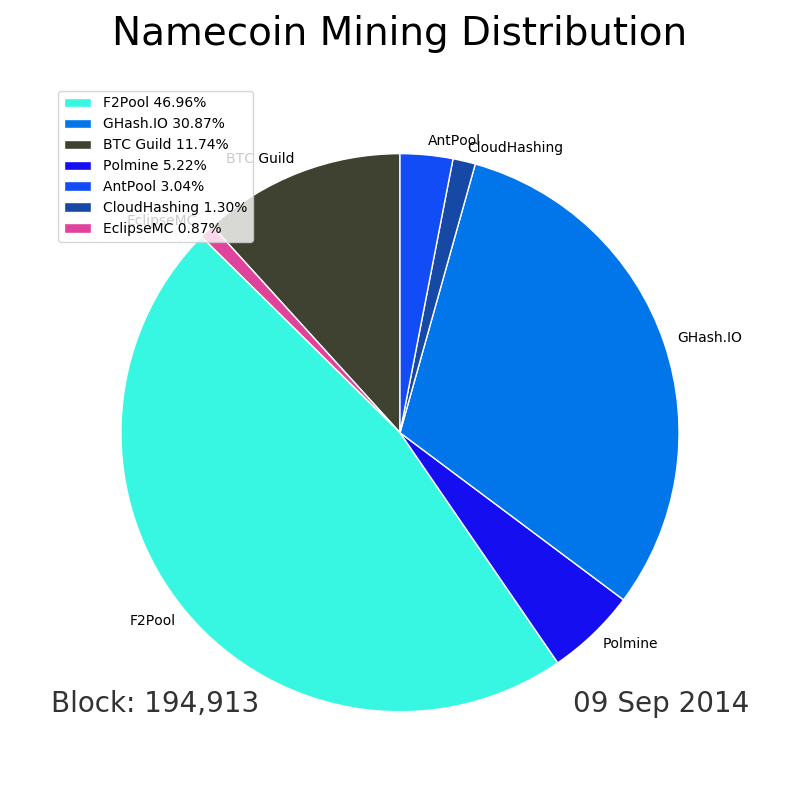 Namecoin Mining Distribution
F2Pool 46.96%
GHash.IO 30.87%
BTC Guild 11.74%
Polmine 5.22%
AntPool 3.04%
CloudHashing 1.30%
EclipseMC 0.87%
AntPool
CloudHashing
BTC Guild
EclipseMC
GHash.IO
F2Pool
Polmine
Block: 194,913
09 Sep 2014